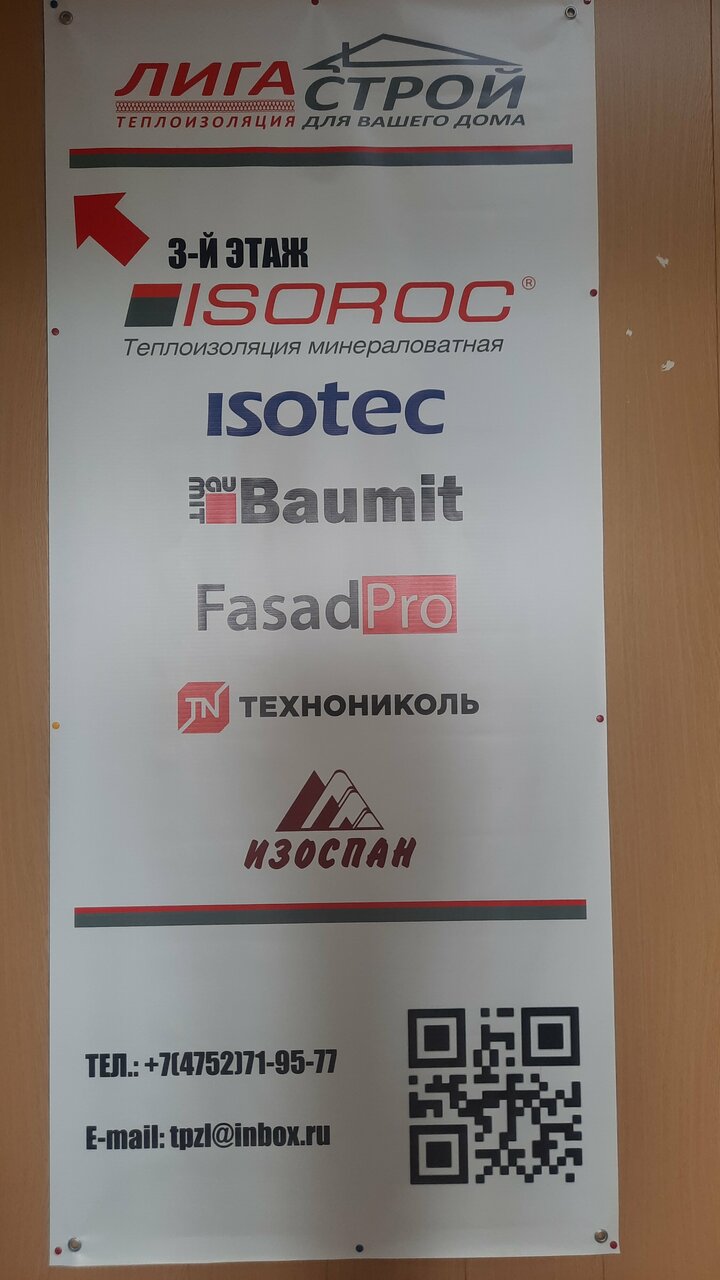 ЛИГА СТРОЙ
ТЕПЛОИЗОЛЯЦИЯ ДЛЯ ВАШЕГО ДОМА
3-Й ЭТАЖ
ISOROC®
Теплоизоляция минераловатная
ISOTEC
bau MIT Baumit
FasadPro
TN ТЕХНОНИКОЛЬ
ИЗОСПАН
ТЕЛ.: +7(4752)71-95-77
E-mail: tpzl@inbox.ru